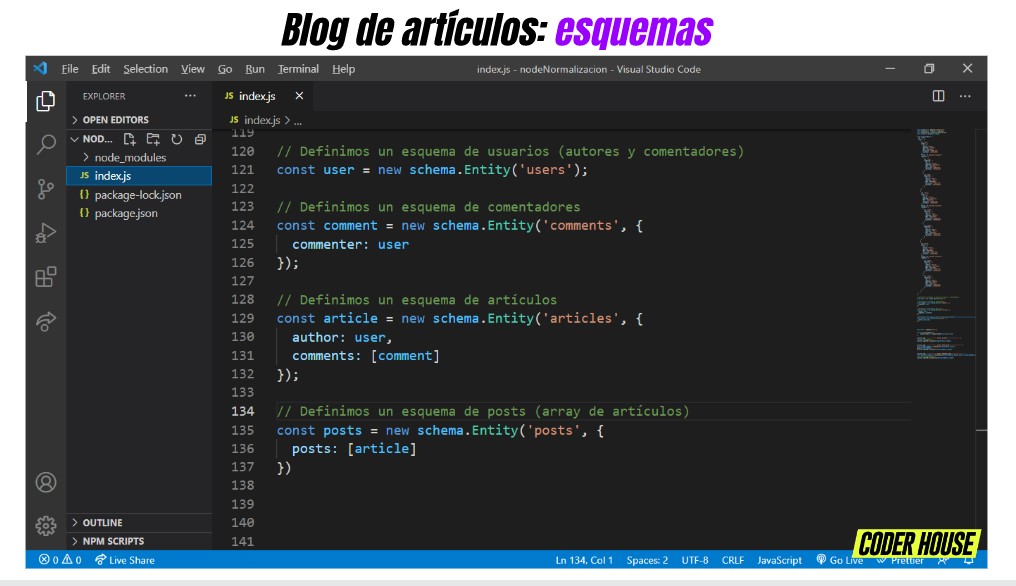 Blog de artículos: esquemas
File Edit Selection View Go Run Terminal Help
index.js - nodeNormalizacion - Visual Studio Code
EXPLORER
OPEN EDITORS
NOD...
node_modules
JS index.js
{} package-lock.json
{} package.json
OUTLINE
NPM SCRIPTS
JS index.js
JS index.js > ...
119
120 // Definimos un esquema de usuarios (autores y comentadores)
121 const user = new schema.Entity('users');
122
123 // Definimos un esquema de comentadores
124 const comment = new schema.Entity('comments', {
125 commenter: user
126 });
127
128 // Definimos un esquema de artículos
129 const article = new schema.Entity('articles', {
130 author: user,
131 comments: [comment]
132 });
133
134 // Definimos un esquema de posts (array de artículos)
135 const posts = new schema.Entity('posts', {
136 posts: [article]
137 })
138
139
140
141
CODER HOUSE
0 0 Live Share
Ln 134, Col 1 Spaces: 2 UTF-8 CRLF JavaScript Go Live Prettier